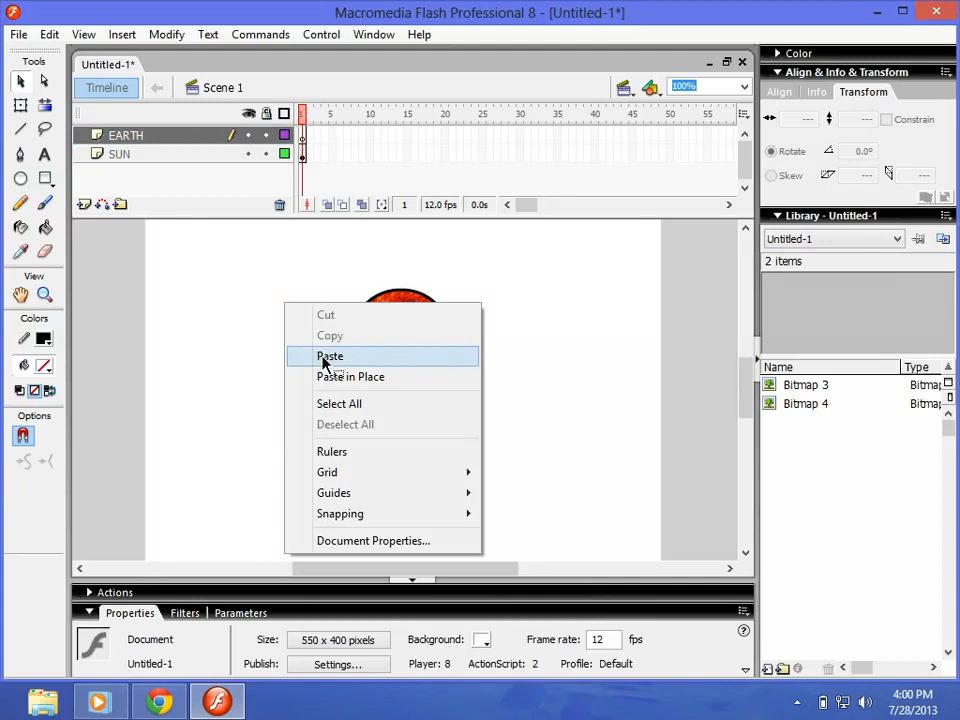 Macromedia Flash Professional 8 - [Untitled-1*]
File Edit View Insert Modify Text Commands Control Window Help
Tools
Untitled-1*
Timeline
Scene 1
100%
1 5 10 15 20 25 30 35 40 45 50 55
EARTH
SUN
1 12.0 fps 0.0s
View
Colors
Options
Cut
Copy
Paste
Paste in Place
Select All
Deselect All
Rulers
Grid
Guides
Snapping
Document Properties...
Color
Align & Info & Transform
Align Info Transform
--- --- Constrain
Rotate 0.0°
Skew --- ---
Library - Untitled-1
Untitled-1
2 items
Name Type
Bitmap 3 Bitmap
Bitmap 4 Bitmap
Actions
Properties Filters Parameters
Document Size: 550 x 400 pixels Background: Frame rate: 12 fps
Untitled-1 Publish: Settings... Player: 8 ActionScript: 2 Profile: Default
4:00 PM
7/28/2013